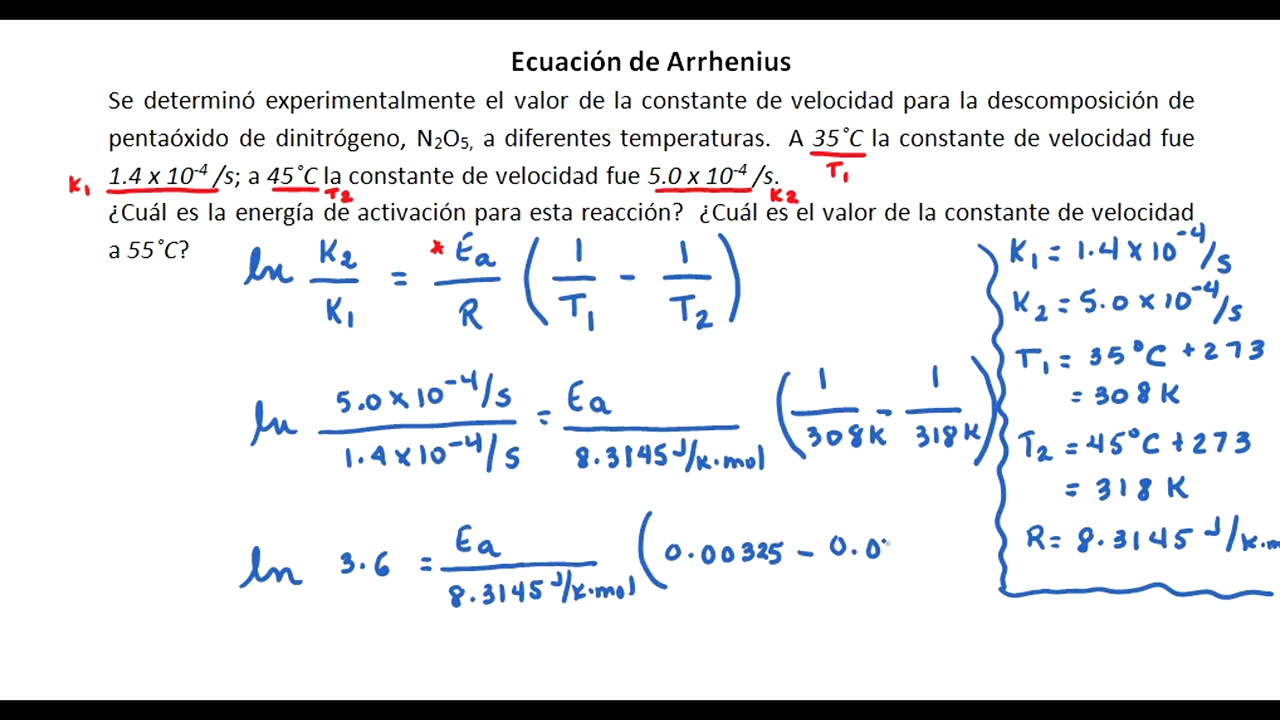 Ecuación de Arrhenius
Se determinó experimentalmente el valor de la constante de velocidad para la descomposición de
pentaóxido de dinitrógeno, N₂O₅, a diferentes temperaturas. A 35˚C la constante de velocidad fue
T₁
K₁ 1.4 x 10⁻⁴ /s; a 45˚C la constante de velocidad fue 5.0 x 10⁻⁴ /s.
T₂ K₂
¿Cuál es la energía de activación para esta reacción? ¿Cuál es el valor de la constante de velocidad
a 55˚C?
ln K₂/K₁ = * Ea/R (1/T₁ - 1/T₂)
ln 5.0 x 10⁻⁴/s / 1.4 x 10⁻⁴/s = Ea / 8.3145 J/K·mol (1/308K - 1/318K)
ln 3.6 = Ea / 8.3145 J/K·mol (0.00325 - 0.0
K₁ = 1.4 x 10⁻⁴/s
K₂ = 5.0 x 10⁻⁴/s
T₁ = 35°C + 273
= 308 K
T₂ = 45°C + 273
= 318 K
R = 8.3145 J/K·m